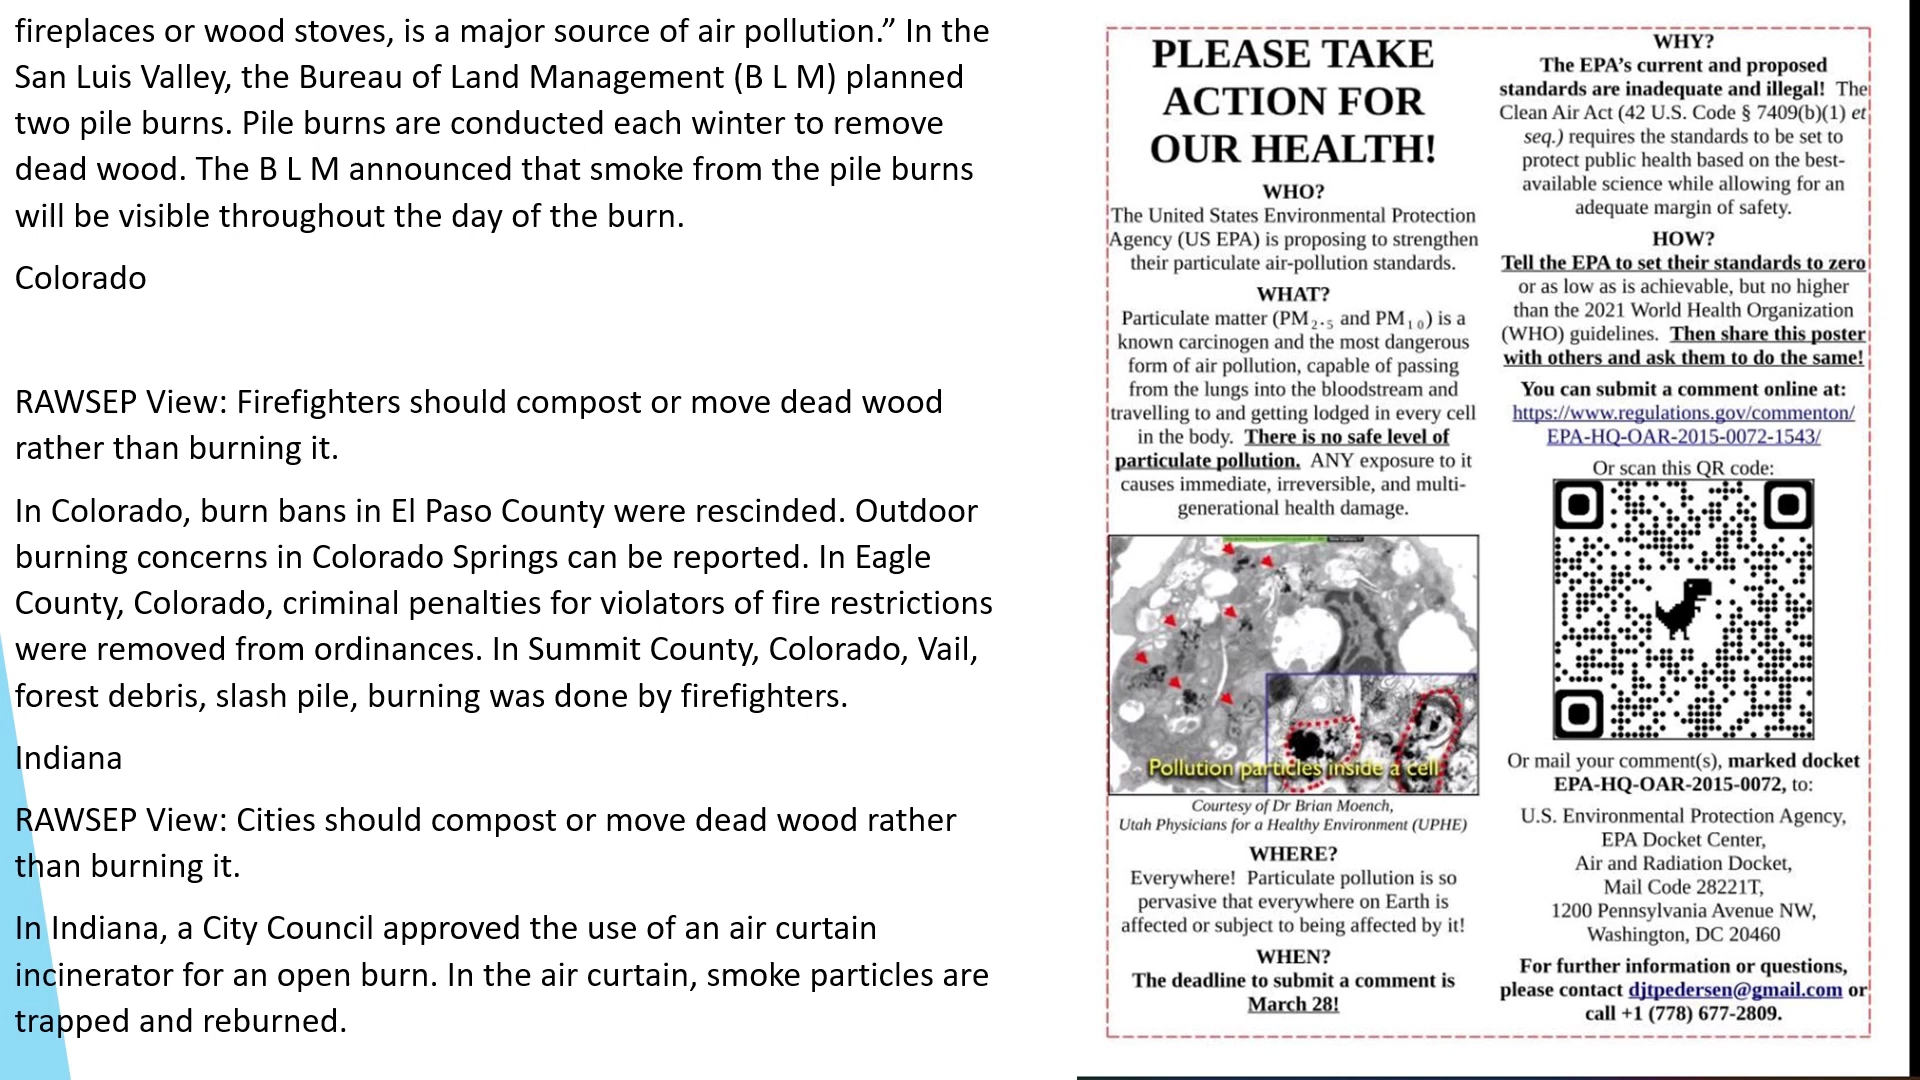 fireplaces or wood stoves, is a major source of air pollution.” In the
San Luis Valley, the Bureau of Land Management (B L M) planned
two pile burns. Pile burns are conducted each winter to remove
dead wood. The B L M announced that smoke from the pile burns
will be visible throughout the day of the burn.
Colorado
RAWSEP View: Firefighters should compost or move dead wood
rather than burning it.
In Colorado, burn bans in El Paso County were rescinded. Outdoor
burning concerns in Colorado Springs can be reported. In Eagle
County, Colorado, criminal penalties for violators of fire restrictions
were removed from ordinances. In Summit County, Colorado, Vail,
forest debris, slash pile, burning was done by firefighters.
Indiana
RAWSEP View: Cities should compost or move dead wood rather
than burning it.
In Indiana, a City Council approved the use of an air curtain
incinerator for an open burn. In the air curtain, smoke particles are
trapped and reburned.
PLEASE TAKE
ACTION FOR
OUR HEALTH!
WHO?
The United States Environmental Protection
Agency (US EPA) is proposing to strengthen
their particulate air-pollution standards.
WHAT?
Particulate matter (PM2.5 and PM10) is a
known carcinogen and the most dangerous
form of air pollution, capable of passing
from the lungs into the bloodstream and
travelling to and getting lodged in every cell
in the body. There is no safe level of
particulate pollution. ANY exposure to it
causes immediate, irreversible, and multi-
generational health damage.
Pollution particles inside a cell
Courtesy of Dr Brian Moench,
Utah Physicians for a Healthy Environment (UPHE)
WHERE?
Everywhere! Particulate pollution is so
pervasive that everywhere on Earth is
affected or subject to being affected by it!
WHEN?
The deadline to submit a comment is
March 28!
WHY?
The EPA’s current and proposed
standards are inadequate and illegal! The
Clean Air Act (42 U.S. Code § 7409(b)(1) et
seq.) requires the standards to be set to
protect public health based on the best-
available science while allowing for an
adequate margin of safety.
HOW?
Tell the EPA to set their standards to zero
or as low as is achievable, but no higher
than the 2021 World Health Organization
(WHO) guidelines. Then share this poster
with others and ask them to do the same!
You can submit a comment online at:
https://www.regulations.gov/commenton/
EPA-HQ-OAR-2015-0072-1543/
Or scan this QR code:
Or mail your comment(s), marked docket
EPA-HQ-OAR-2015-0072, to:
U.S. Environmental Protection Agency,
EPA Docket Center,
Air and Radiation Docket,
Mail Code 28221T,
1200 Pennsylvania Avenue NW,
Washington, DC 20460
For further information or questions,
please contact djtpedersen@gmail.com or
call +1 (778) 677-2809.